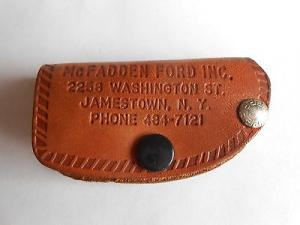 McFADDEN FORD INC.
2258 WASHINGTON ST.
JAMESTOWN, N. Y.
PHONE 484-7121